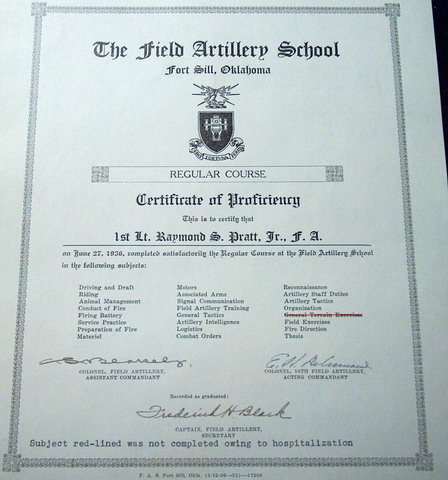 The Field Artillery School
Fort Sill, Oklahoma
REGULAR COURSE
Certificate of Proficiency
This is to certify that
1st Lt. Raymond S. Pratt, Jr., F. A.
on June 27, 1936, completed satisfactorily the Regular Course at the Field Artillery School
in the following subjects:
Driving and Draft
Riding
Animal Management
Conduct of Fire
Firing Battery
Service Practice
Preparation of Fire
Materiel
Motors
Associated Arms
Signal Communication
Field Artillery Training
General Tactics
Artillery Intelligence
Logistics
Combat Orders
Reconnaissance
Artillery Staff Duties
Artillery Tactics
Organization
General Terrain Exercises
Field Exercises
Fire Direction
Thesis
COLONEL, FIELD ARTILLERY,
ASSISTANT COMMANDANT
COLONEL, 18TH FIELD ARTILLERY,
ACTING COMMANDANT
Recorded as graduated:
Frederick H Black
CAPTAIN, FIELD ARTILLERY,
SECRETARY
Subject red-lined was not completed owing to hospitalization
F. A. S. Fort Sill, Okla.